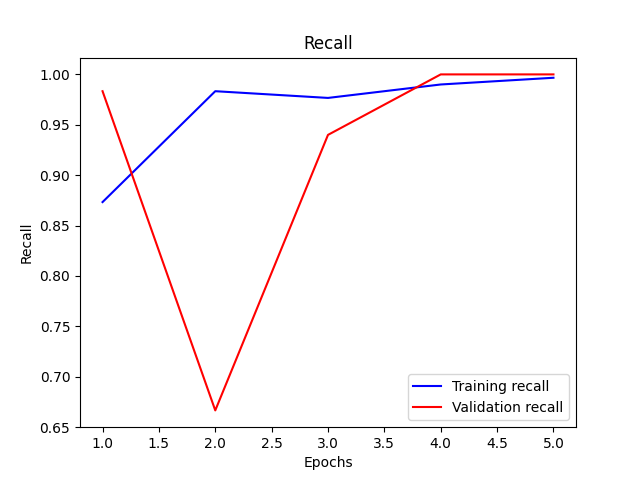 Recall
1.00
0.95
0.90
0.85
0.80
0.75
0.70
0.65
Recall
Training recall
Validation recall
1.0 1.5 2.0 2.5 3.0 3.5 4.0 4.5 5.0
Epochs